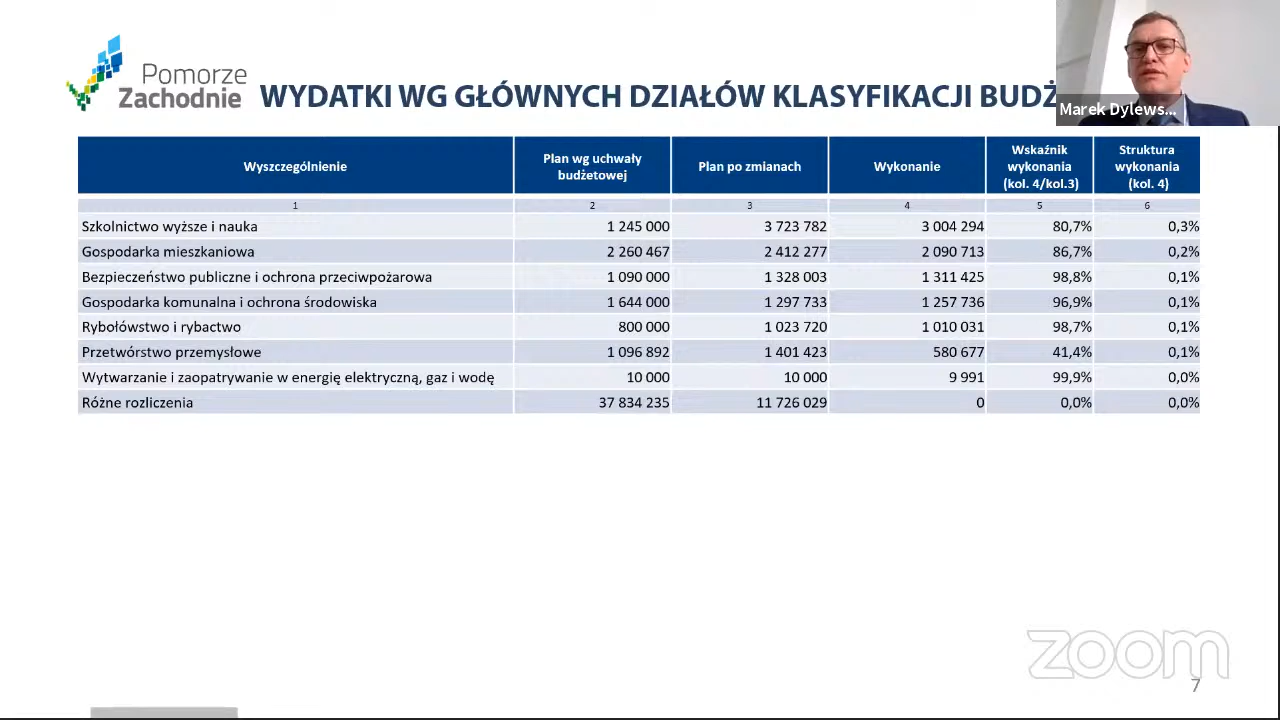 Pomorze
Zachodnie
WYDATKI WG GŁÓWNYCH DZIAŁÓW KLASYFIKACJI BUDŻ
Marek Dylews...
Wyszczególnienie Plan wg uchwały budżetowej Plan po zmianach Wykonanie Wskaźnik wykonania (kol. 4/kol.3) Struktura wykonania (kol. 4)
1 2 3 4 5 6
Szkolnictwo wyższe i nauka 1 245 000 3 723 782 3 004 294 80,7% 0,3%
Gospodarka mieszkaniowa 2 260 467 2 412 277 2 090 713 86,7% 0,2%
Bezpieczeństwo publiczne i ochrona przeciwpożarowa 1 090 000 1 328 003 1 311 425 98,8% 0,1%
Gospodarka komunalna i ochrona środowiska 1 644 000 1 297 733 1 257 736 96,9% 0,1%
Rybołówstwo i rybactwo 800 000 1 023 720 1 010 031 98,7% 0,1%
Przetwórstwo przemysłowe 1 096 892 1 401 423 580 677 41,4% 0,1%
Wytwarzanie i zaopatrywanie w energię elektryczną, gaz i wodę 10 000 10 000 9 991 99,9% 0,0%
Różne rozliczenia 37 834 235 11 726 029 0 0,0% 0,0%
zoom
7